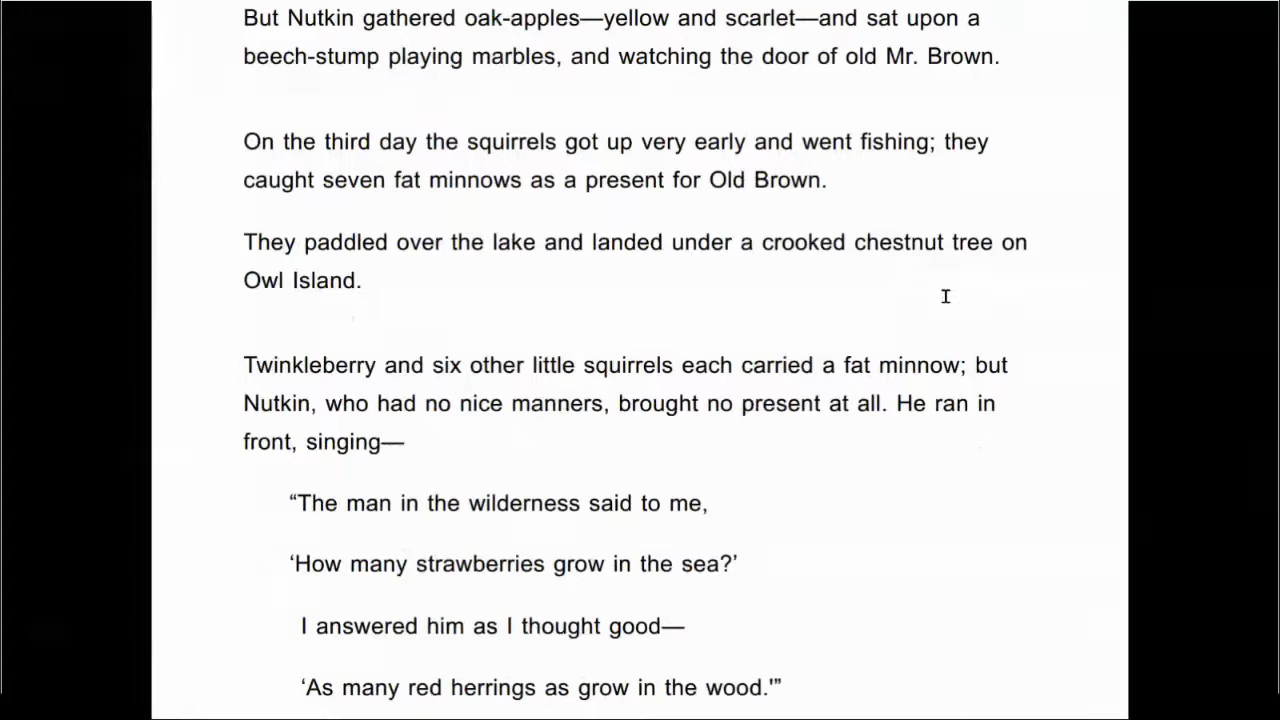 But Nutkin gathered oak-apples—yellow and scarlet—and sat upon a
beech-stump playing marbles, and watching the door of old Mr. Brown.
On the third day the squirrels got up very early and went fishing; they
caught seven fat minnows as a present for Old Brown.
They paddled over the lake and landed under a crooked chestnut tree on
Owl Island.
Twinkleberry and six other little squirrels each carried a fat minnow; but
Nutkin, who had no nice manners, brought no present at all. He ran in
front, singing—
“The man in the wilderness said to me,
‘How many strawberries grow in the sea?’
I answered him as I thought good—
‘As many red herrings as grow in the wood.'”